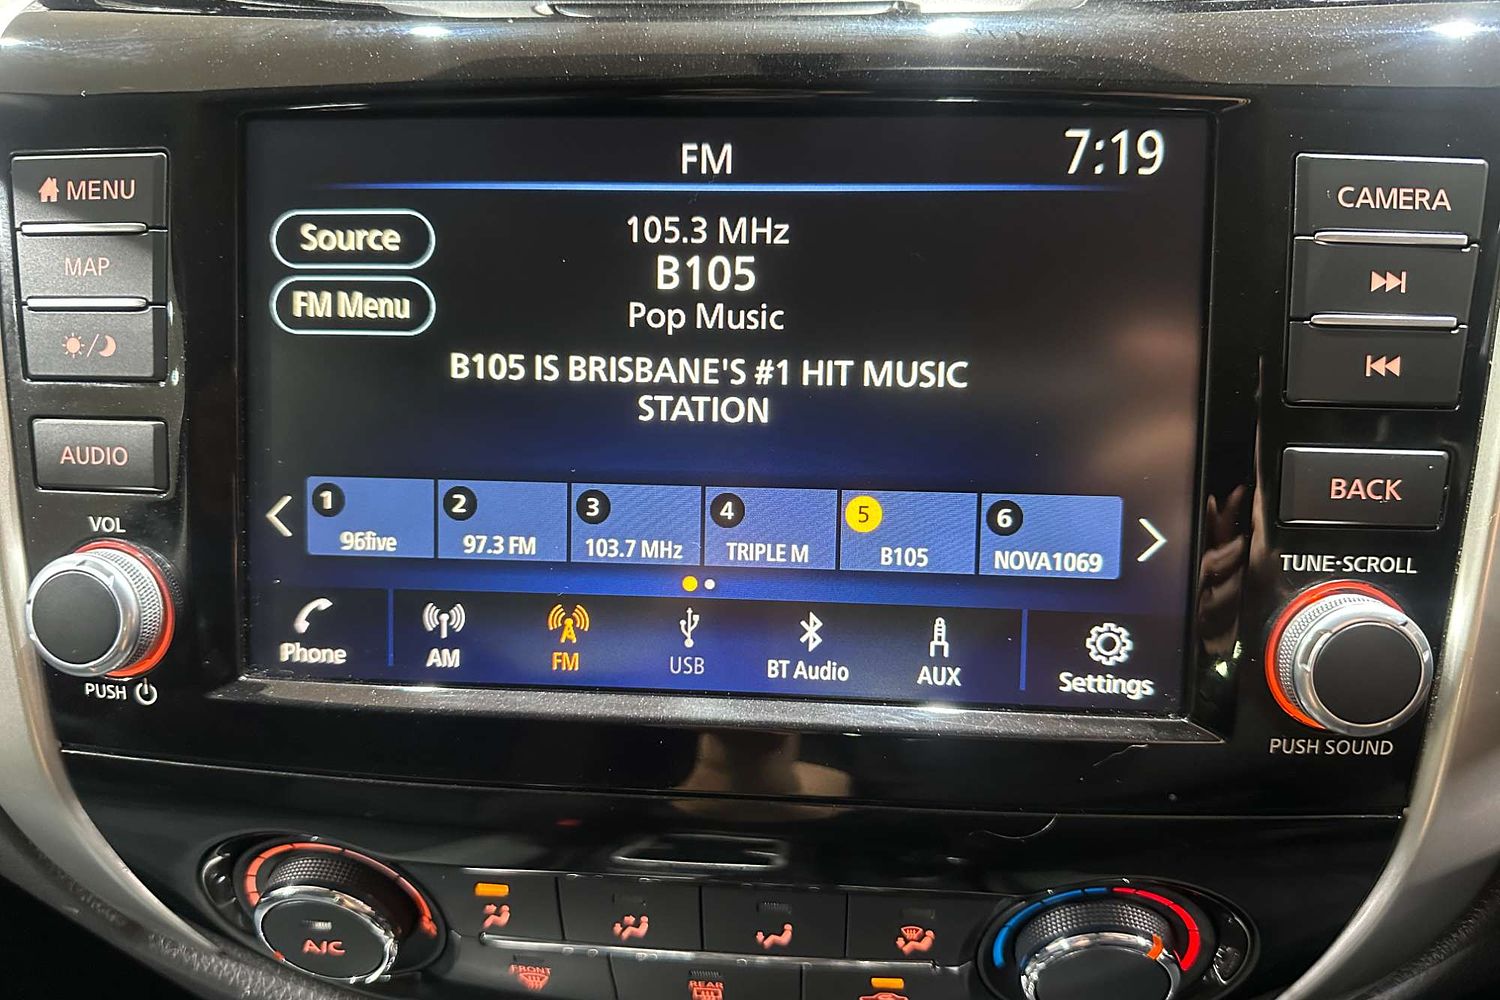 FM
7:19
MENU
MAP
AUDIO
VOL
PUSH
Source
FM Menu
105.3 MHz
B105
Pop Music
B105 IS BRISBANE'S #1 HIT MUSIC
STATION
1
96five
2
97.3 FM
3
103.7 MHz
4
TRIPLE M
5
B105
6
NOVA1069
Phone
AM
FM
USB
BT Audio
AUX
Settings
CAMERA
BACK
TUNE·SCROLL
PUSH SOUND
A/C
FRONT
REAR